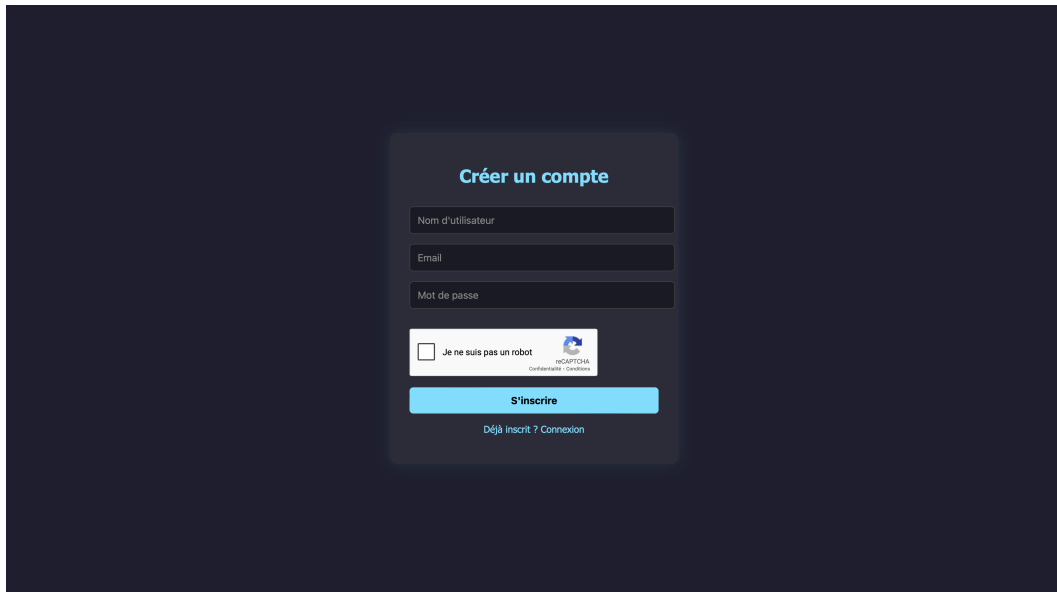 Créer un compte
Nom d'utilisateur
Email
Mot de passe
Je ne suis pas un robot
reCAPTCHA
Confidentialité - Conditions
S'inscrire
Déjà inscrit ? Connexion